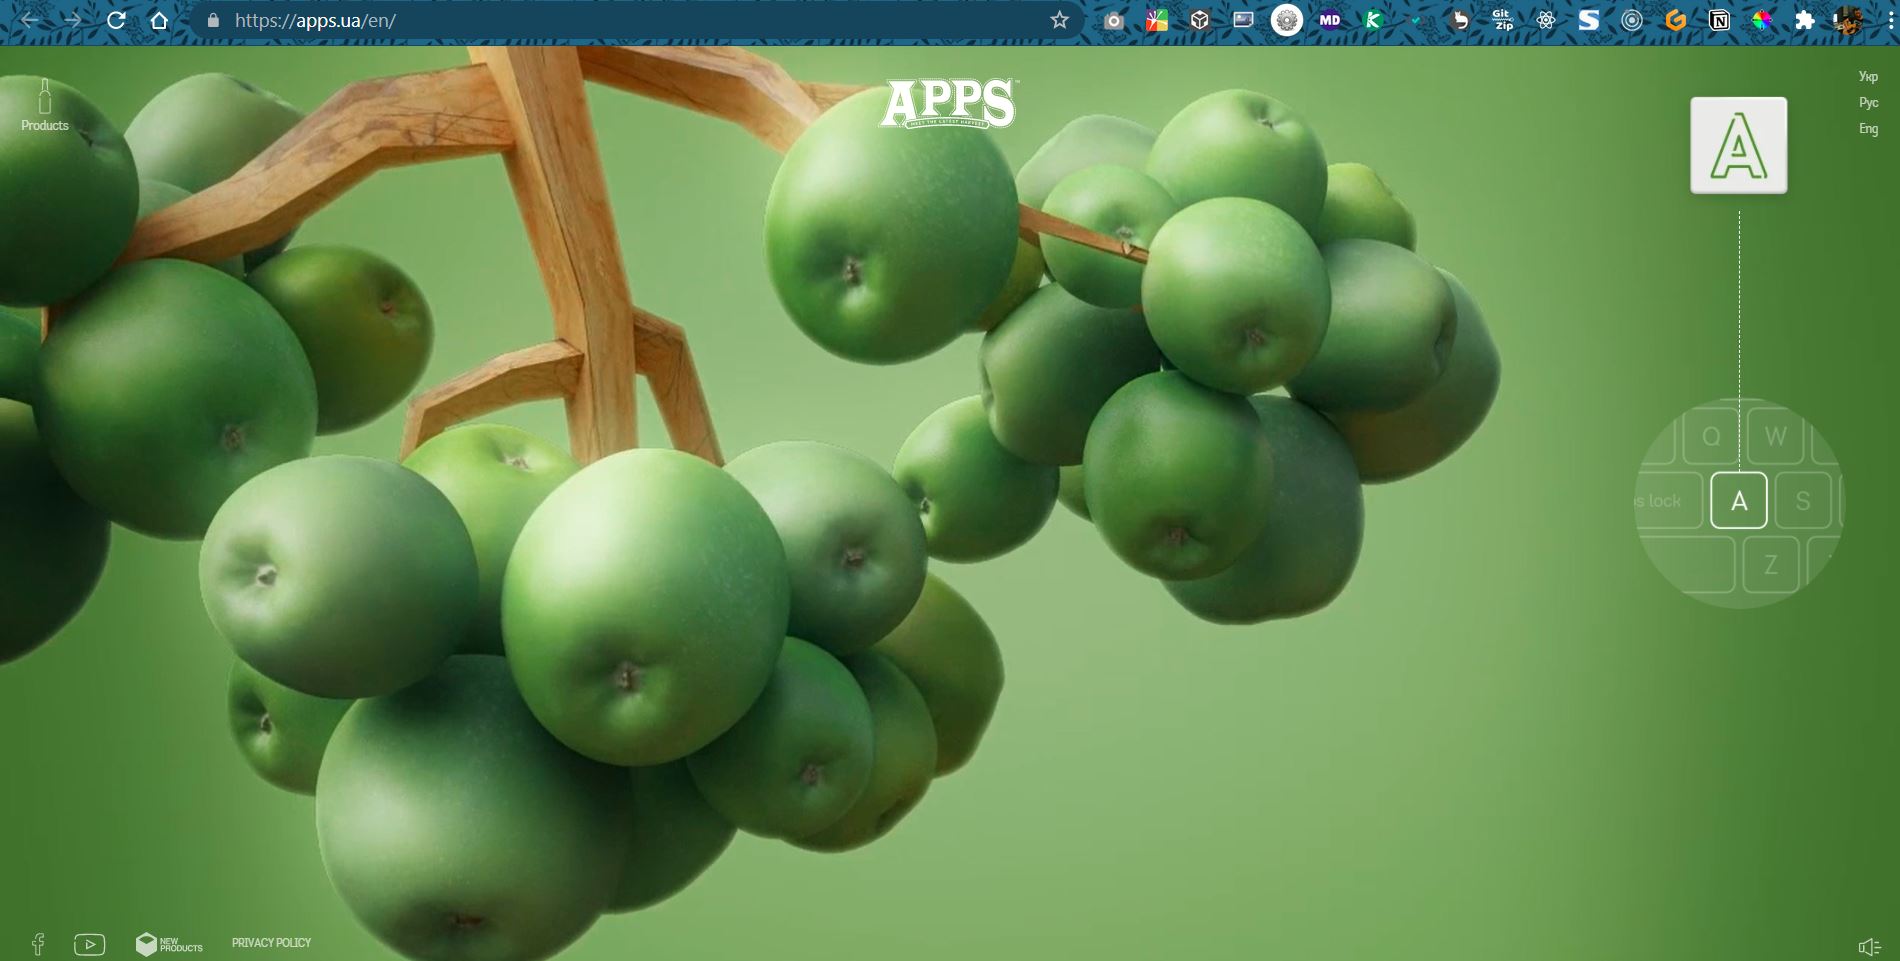 https://apps.ua/en/
MD
Git
Zip
Products
APPS
MEET THE LATEST HARVEST
Укр
Рус
Eng
A
Q
W
s lock
A
S
Z
NEW
PRODUCTS
PRIVACY POLICY